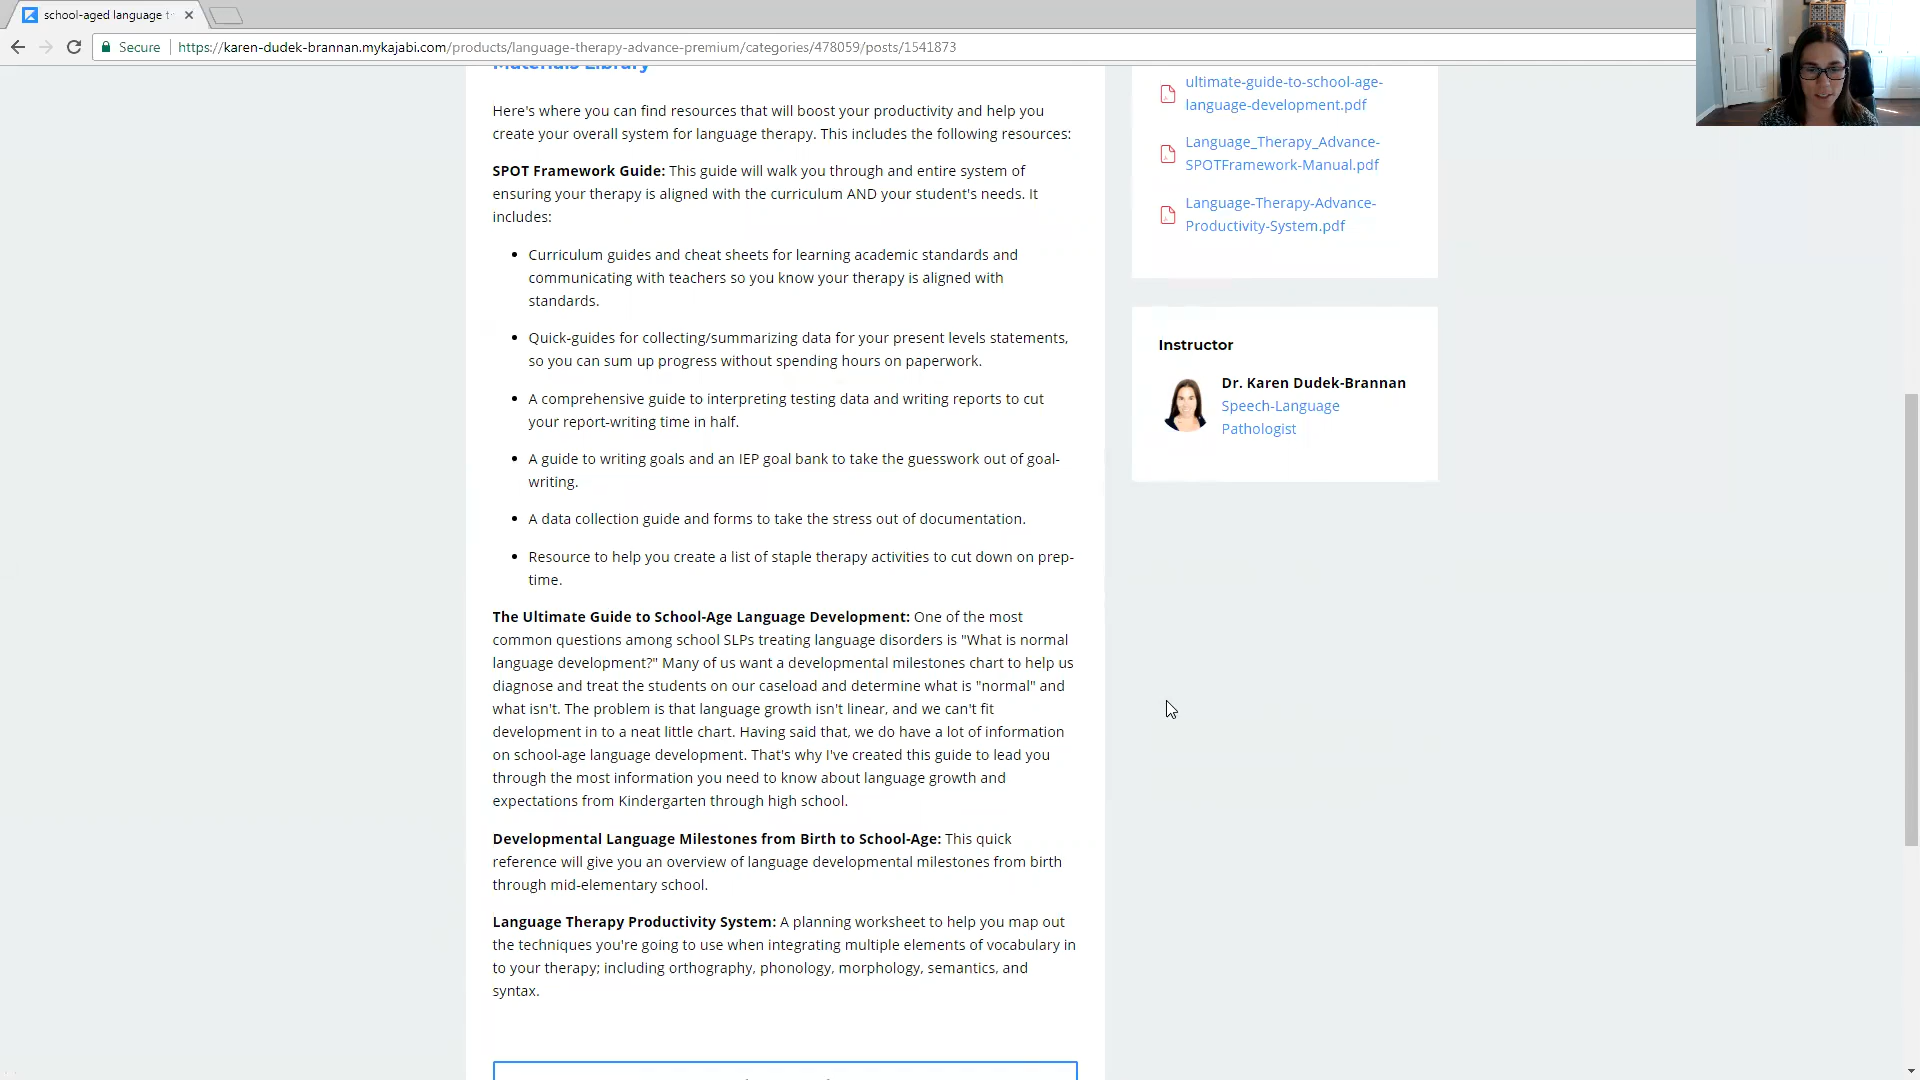 school-aged language t
Secure
https://karen-dudek-brannan.mykajabi.com/products/language-therapy-advance-premium/categories/478059/posts/1541873
Materials Library
Here's where you can find resources that will boost your productivity and help you
create your overall system for language therapy. This includes the following resources:
SPOT Framework Guide: This guide will walk you through and entire system of
ensuring your therapy is aligned with the curriculum AND your student's needs. It
includes:
Curriculum guides and cheat sheets for learning academic standards and
communicating with teachers so you know your therapy is aligned with
standards.
Quick-guides for collecting/summarizing data for your present levels statements,
so you can sum up progress without spending hours on paperwork.
A comprehensive guide to interpreting testing data and writing reports to cut
your report-writing time in half.
A guide to writing goals and an IEP goal bank to take the guesswork out of goal-
writing.
A data collection guide and forms to take the stress out of documentation.
Resource to help you create a list of staple therapy activities to cut down on prep-
time.
The Ultimate Guide to School-Age Language Development: One of the most
common questions among school SLPs treating language disorders is "What is normal
language development?" Many of us want a developmental milestones chart to help us
diagnose and treat the students on our caseload and determine what is "normal" and
what isn't. The problem is that language growth isn't linear, and we can't fit
development in to a neat little chart. Having said that, we do have a lot of information
on school-age language development. That's why I've created this guide to lead you
through the most information you need to know about language growth and
expectations from Kindergarten through high school.
Developmental Language Milestones from Birth to School-Age: This quick
reference will give you an overview of language developmental milestones from birth
through mid-elementary school.
Language Therapy Productivity System: A planning worksheet to help you map out
the techniques you're going to use when integrating multiple elements of vocabulary in
to your therapy; including orthography, phonology, morphology, semantics, and
syntax.
ultimate-guide-to-school-age-
language-development.pdf
Language_Therapy_Advance-
SPOTFramework-Manual.pdf
Language-Therapy-Advance-
Productivity-System.pdf
Instructor
Dr. Karen Dudek-Brannan
Speech-Language
Pathologist